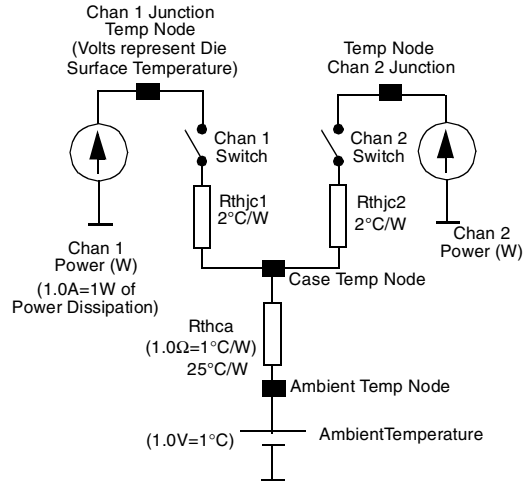 Chan 1 Junction
Temp Node
(Volts represent Die
Surface Temperature)
Temp Node
Chan 2 Junction
Chan 1
Switch
Chan 2
Switch
Rthjc1
2°C/W
Rthjc2
2°C/W
Chan 1
Power (W)
(1.0A=1W of
Power Dissipation)
Chan 2
Power (W)
Case Temp Node
Rthca
(1.0Ω=1°C/W)
25°C/W
Ambient Temp Node
(1.0V=1°C)
AmbientTemperature